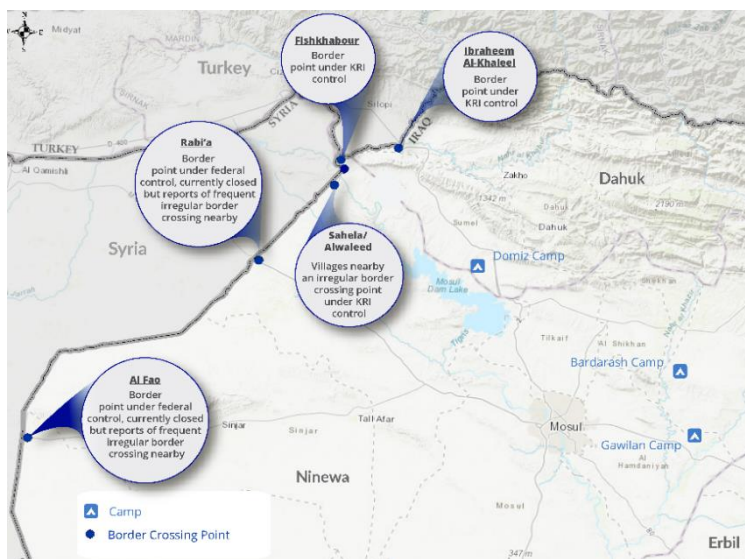 Midyat
MARDIN
Turkey
SIRNAK
Silopi
Fishkhabour
Border
point under KRI
control
Ibraheem
Al-Khaleel
Border
point under
KRI control
SYRIA
TURKEY
IRAQ
Al Qamishli
Rabi'a
Border
point under federal
control, currently closed
but reports of frequent
irregular border
crossing nearby
Zakho
Dahuk
1342 m
2190 m
Sumel
Dahuk
Dahuk
Syria
Sahela/
Alwaleed
Villages nearby
an irregular border
crossing point
under KRI
control
Domiz Camp
Mosul
Dam Lake
Tigris
Shekhan
Tilkaif
Al Shikhan
Bardarash Camp
Al Fao
Border
point under federal
control, currently closed
but reports of frequent
irregular border
crossing nearby
Sinjar
Sinjar
Tall Afar
Mosul
Gawilan Camp
Al
Hamdaniyah
Ninewa
Mosul
Camp
Border Crossing Point
347 m
Erbil